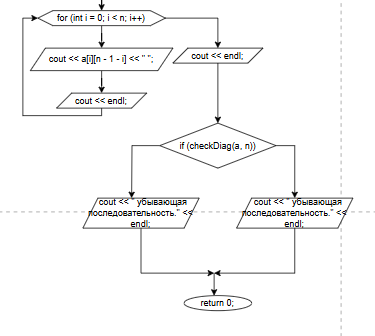 for (int i = 0; i < n; i++)
cout << a[i][n - 1 - i] << " ";
cout << endl;
cout << endl;
if (checkDiag(a, n))
cout << " убывающая
последовательность." <<
endl;
cout << " убывающая
последовательность." <<
endl;
return 0;